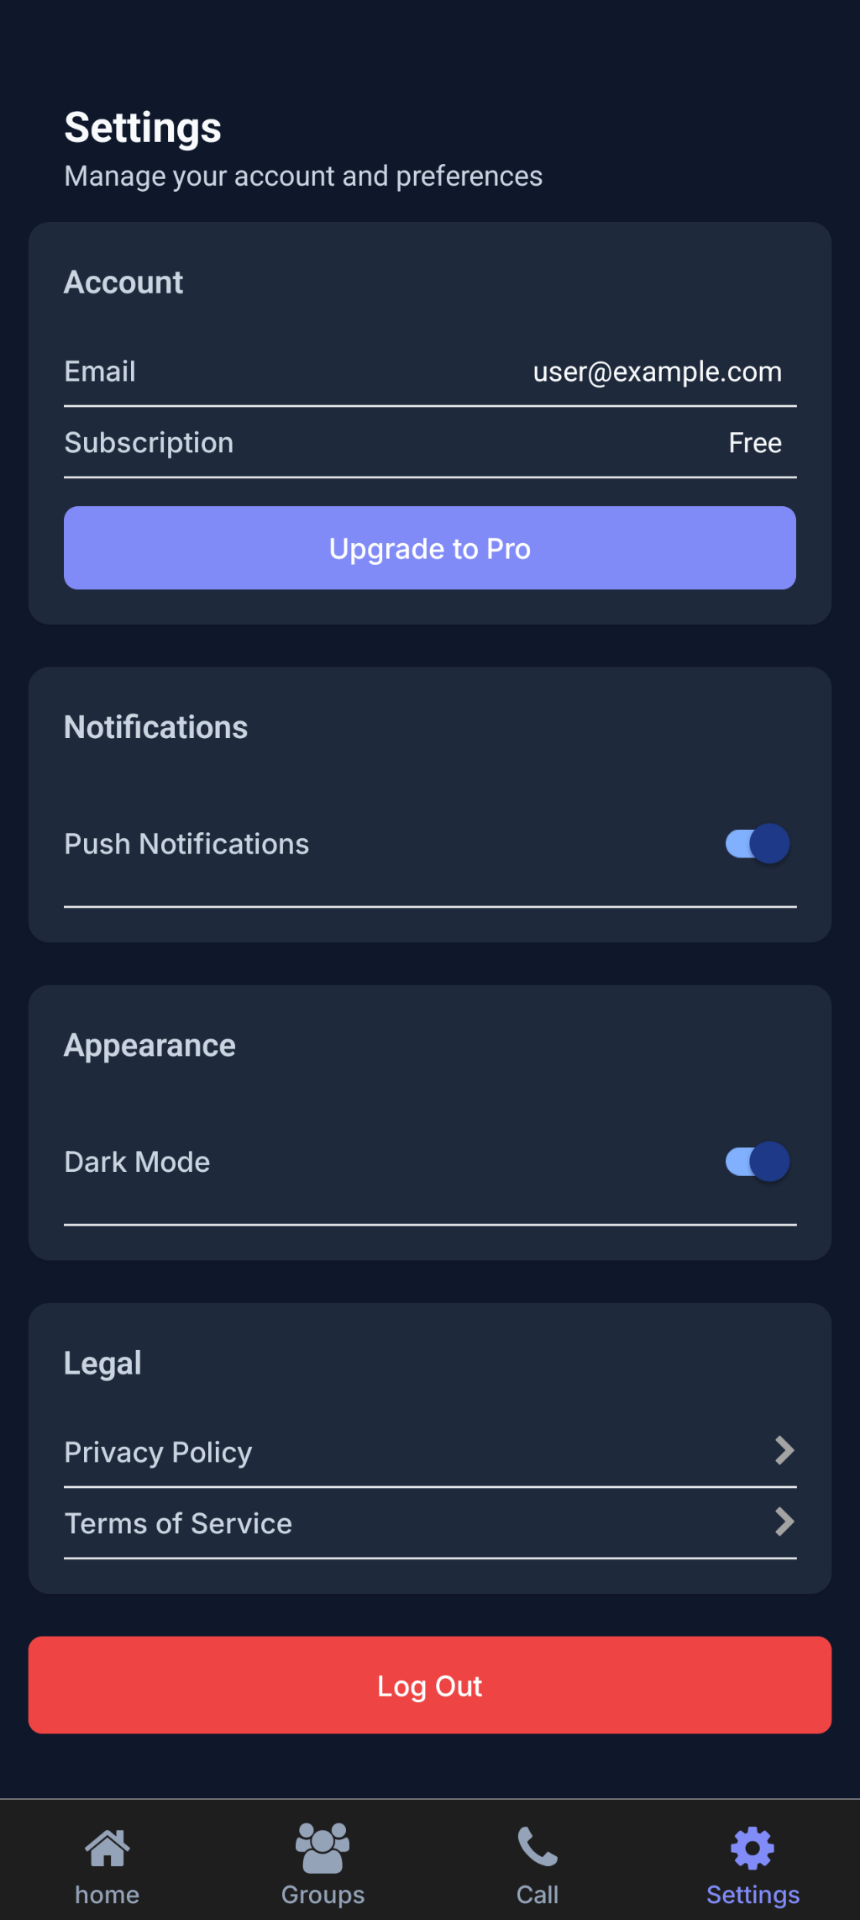 Settings
Manage your account and preferences
Account
Email user@example.com
Subscription Free
Upgrade to Pro
Notifications
Push Notifications
Appearance
Dark Mode
Legal
Privacy Policy
Terms of Service
Log Out
home Groups Call Settings